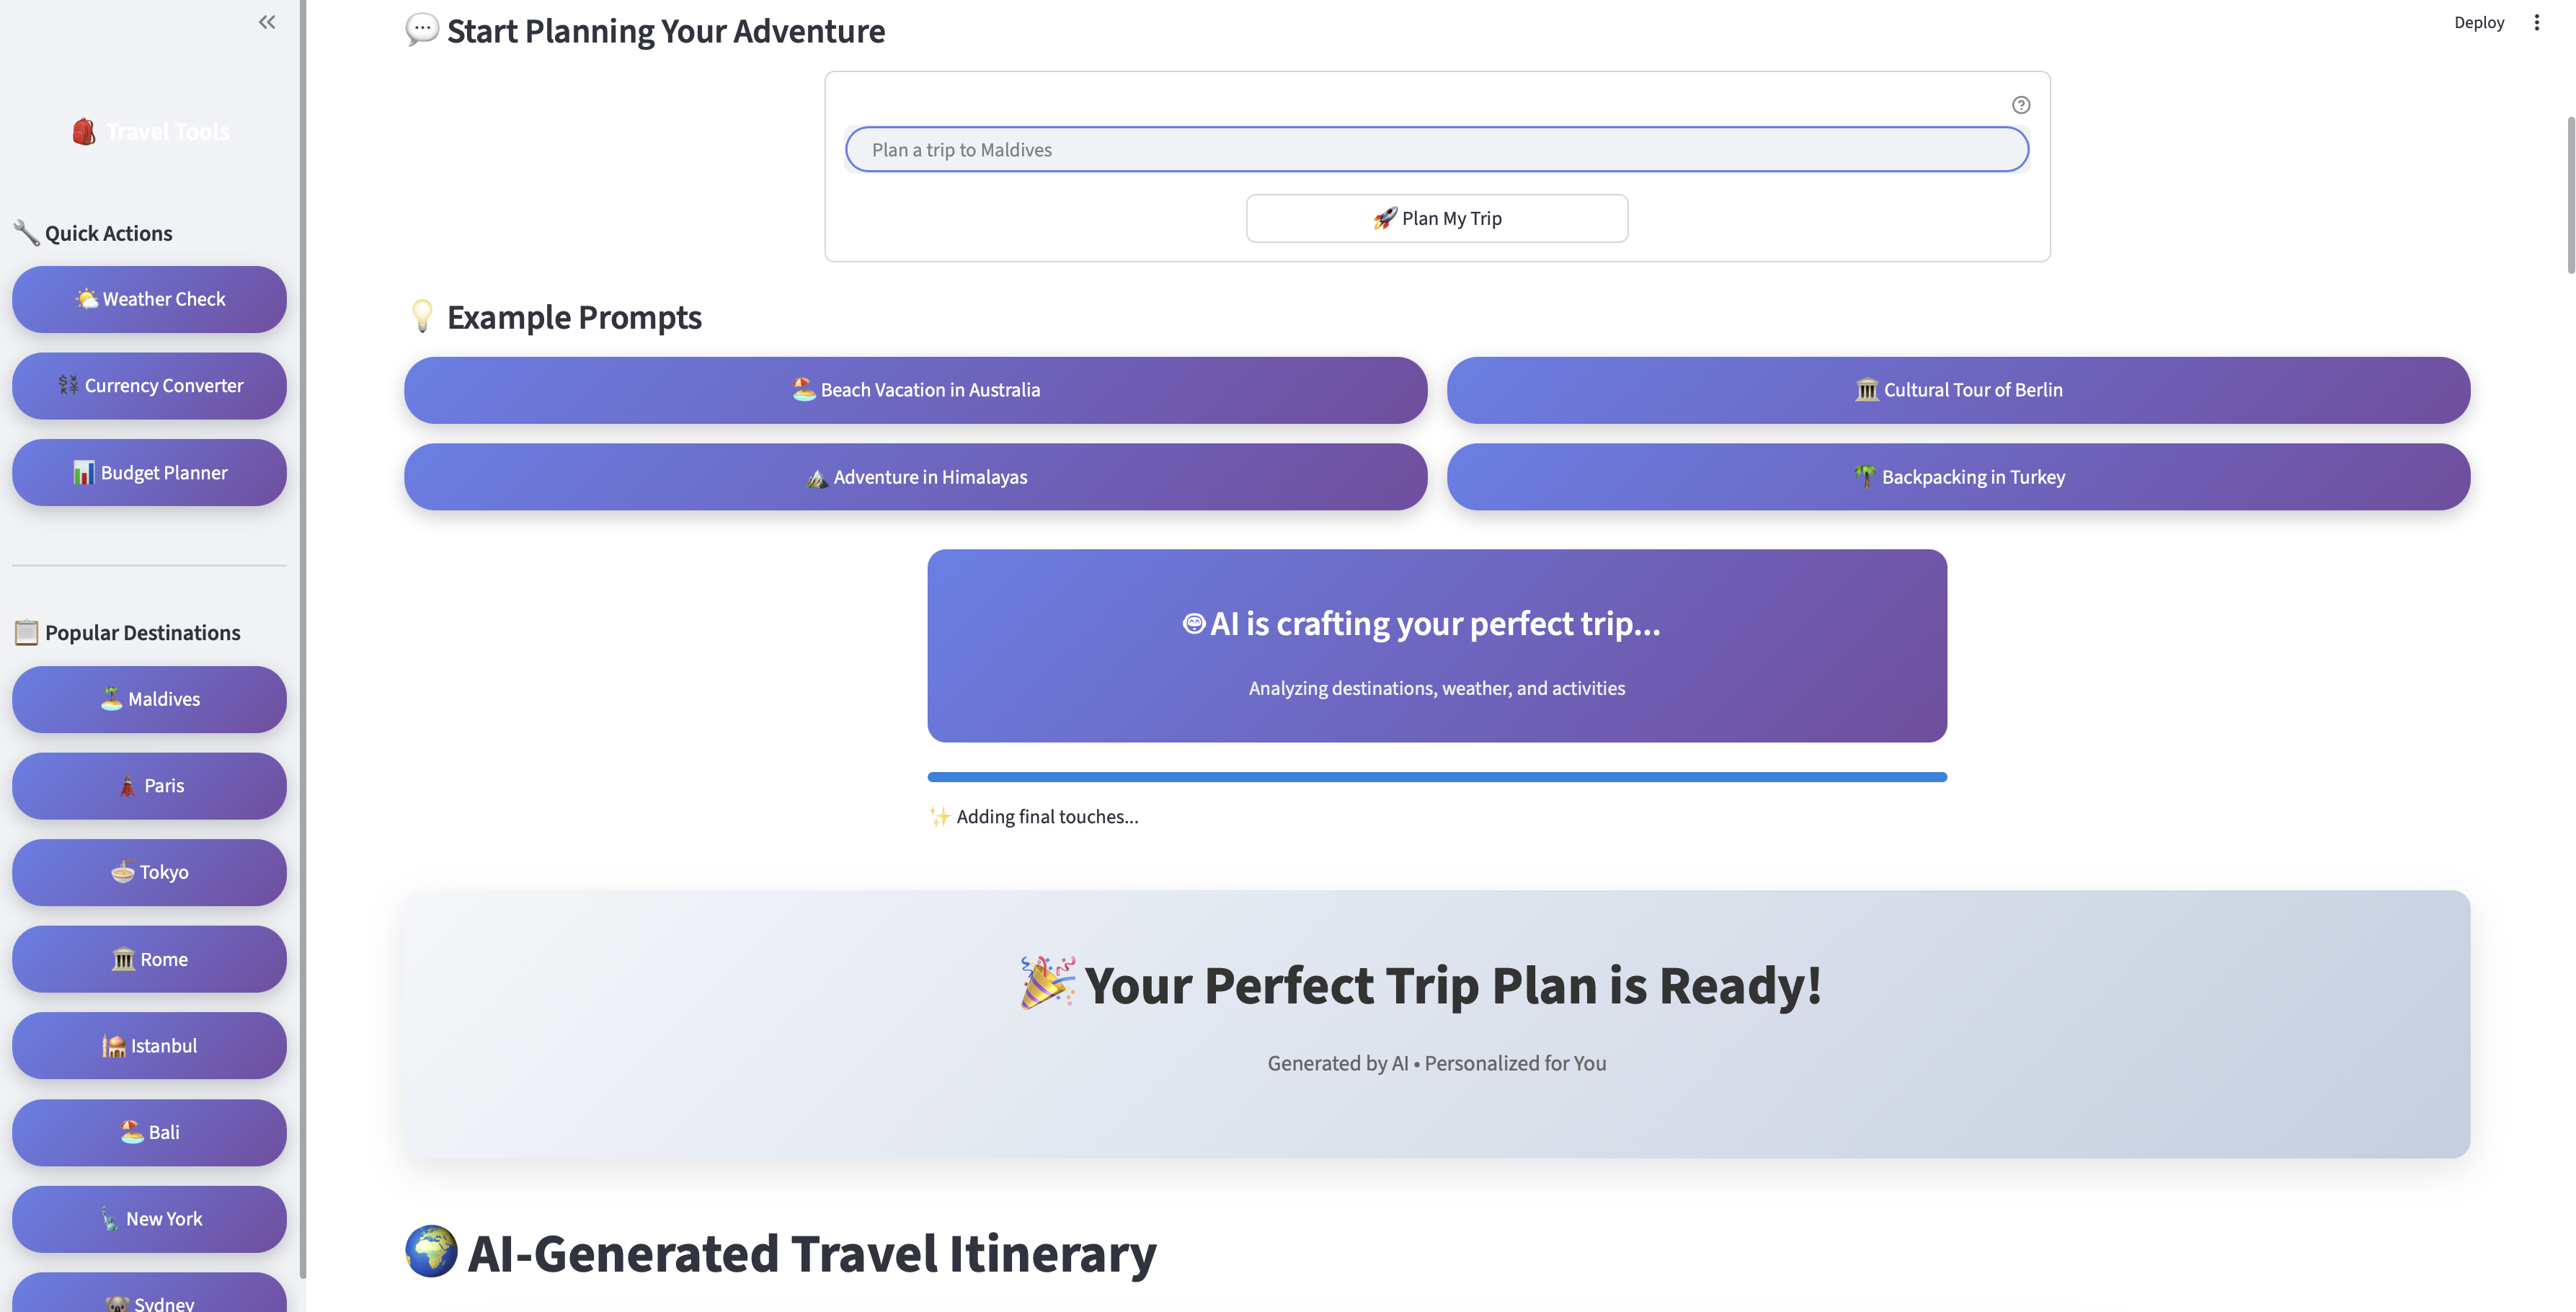 Travel Tools
Quick Actions
Weather Check
Currency Converter
Budget Planner
Popular Destinations
Maldives
Paris
Tokyo
Rome
Istanbul
Bali
New York
Sydney
Deploy
Start Planning Your Adventure
Plan a trip to Maldives
Plan My Trip
Example Prompts
Beach Vacation in Australia
Cultural Tour of Berlin
Adventure in Himalayas
Backpacking in Turkey
AI is crafting your perfect trip...
Analyzing destinations, weather, and activities
Adding final touches...
Your Perfect Trip Plan is Ready!
Generated by AI • Personalized for You
AI-Generated Travel Itinerary